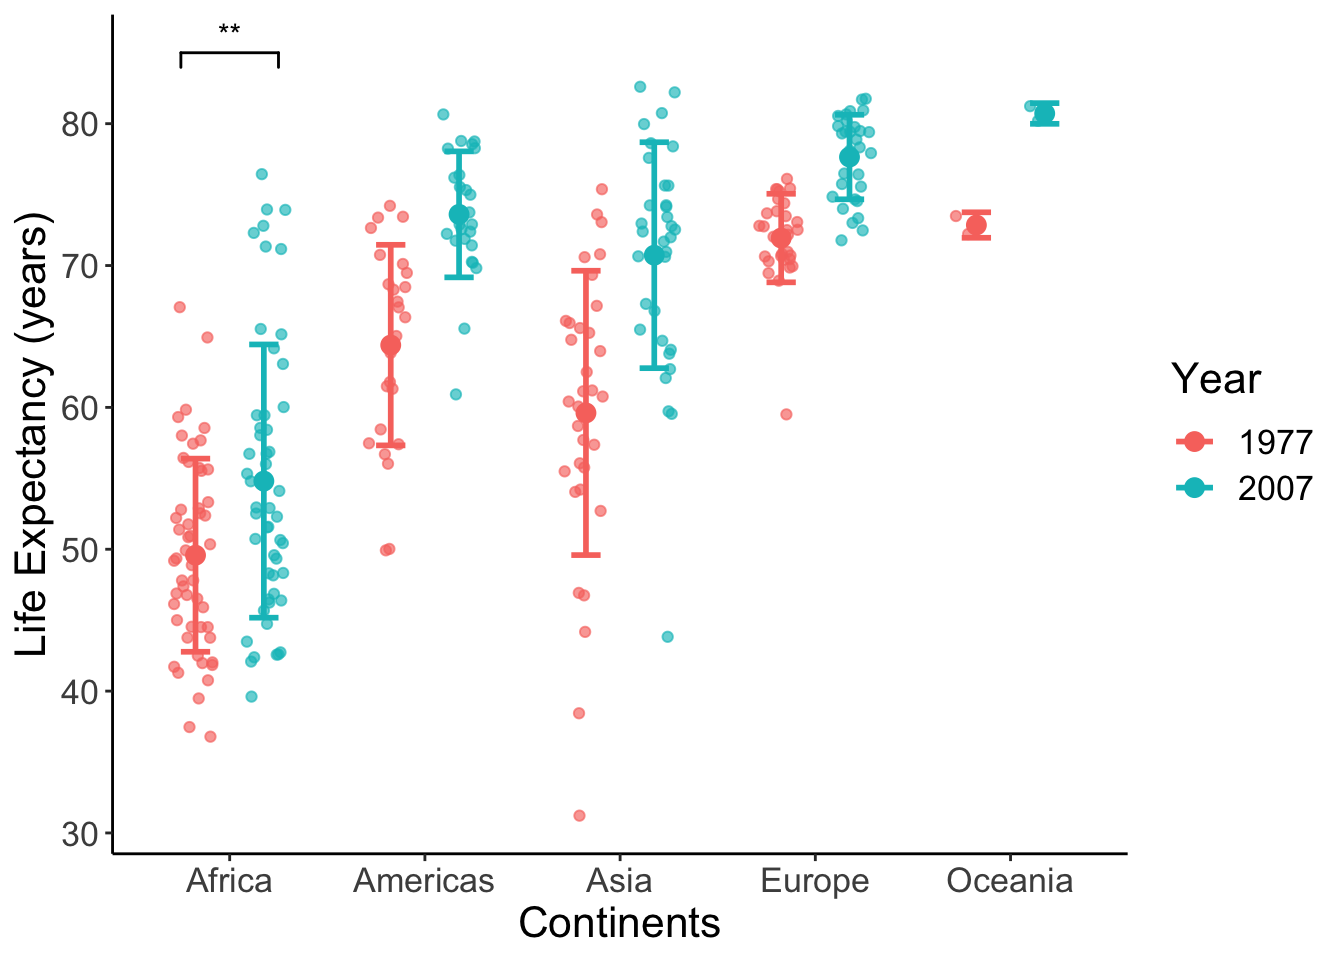 **
80
70
60
50
40
30
Life Expectancy (years)
Africa Americas Asia Europe Oceania
Continents
Year
1977
2007